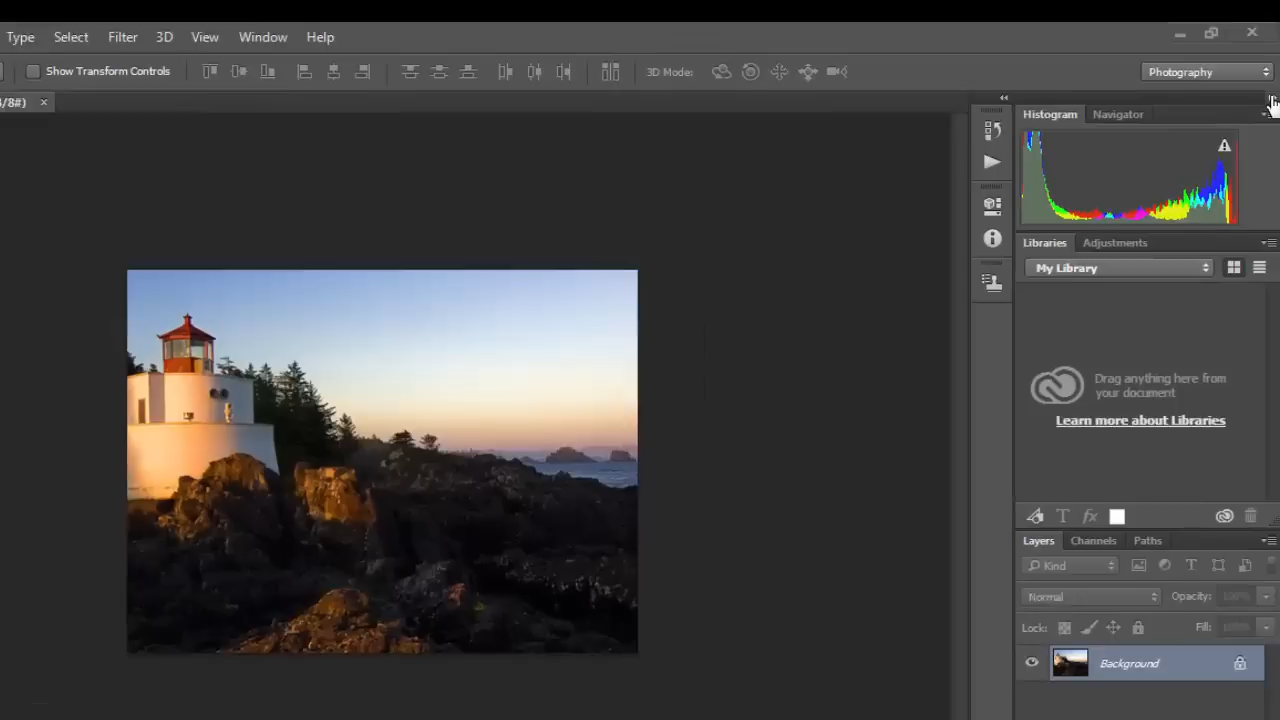 Type Select Filter 3D View Window Help
Show Transform Controls 3D Mode: Photography
/8#)
Histogram Navigator
Libraries Adjustments
My Library
Drag anything here from
your document
Learn more about Libraries
T fx
Layers Channels Paths
Kind T
Normal Opacity: 100%
Lock: Fill:
Background